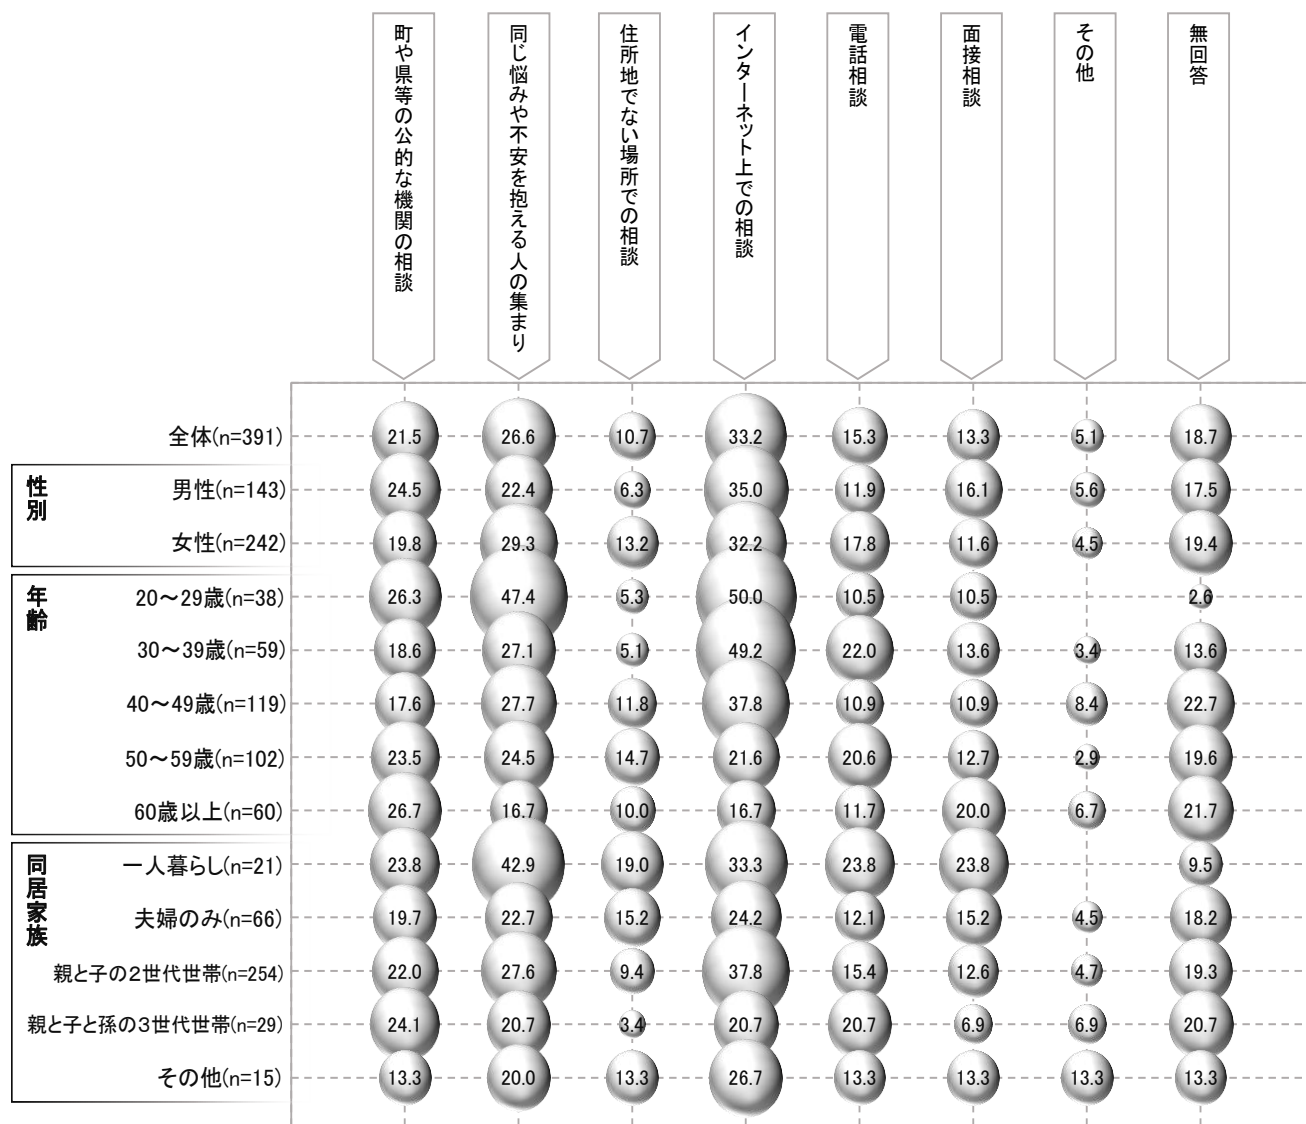 町や県等の公的な機関の相談
同じ悩みや不安を抱える人の集まり
住所地でない場所での相談
インターネット上での相談
電話相談
面接相談
その他
無回答
全体(n=391) 21.5 26.6 10.7 33.2 15.3 13.3 5.1 18.7
性別
男性(n=143) 24.5 22.4 6.3 35.0 11.9 16.1 5.6 17.5
女性(n=242) 19.8 29.3 13.2 32.2 17.8 11.6 4.5 19.4
年齢
20～29歳(n=38) 26.3 47.4 5.3 50.0 10.5 10.5 2.6
30～39歳(n=59) 18.6 27.1 5.1 49.2 22.0 13.6 3.4 13.6
40～49歳(n=119) 17.6 27.7 11.8 37.8 10.9 10.9 8.4 22.7
50～59歳(n=102) 23.5 24.5 14.7 21.6 20.6 12.7 2.9 19.6
60歳以上(n=60) 26.7 16.7 10.0 16.7 11.7 20.0 6.7 21.7
同居家族
一人暮らし(n=21) 23.8 42.9 19.0 33.3 23.8 23.8 9.5
夫婦のみ(n=66) 19.7 22.7 15.2 24.2 12.1 15.2 4.5 18.2
親と子の２世代世帯(n=254) 22.0 27.6 9.4 37.8 15.4 12.6 4.7 19.3
親と子と孫の３世代世帯(n=29) 24.1 20.7 3.4 20.7 20.7 6.9 6.9 20.7
その他(n=15) 13.3 20.0 13.3 26.7 13.3 13.3 13.3 13.3